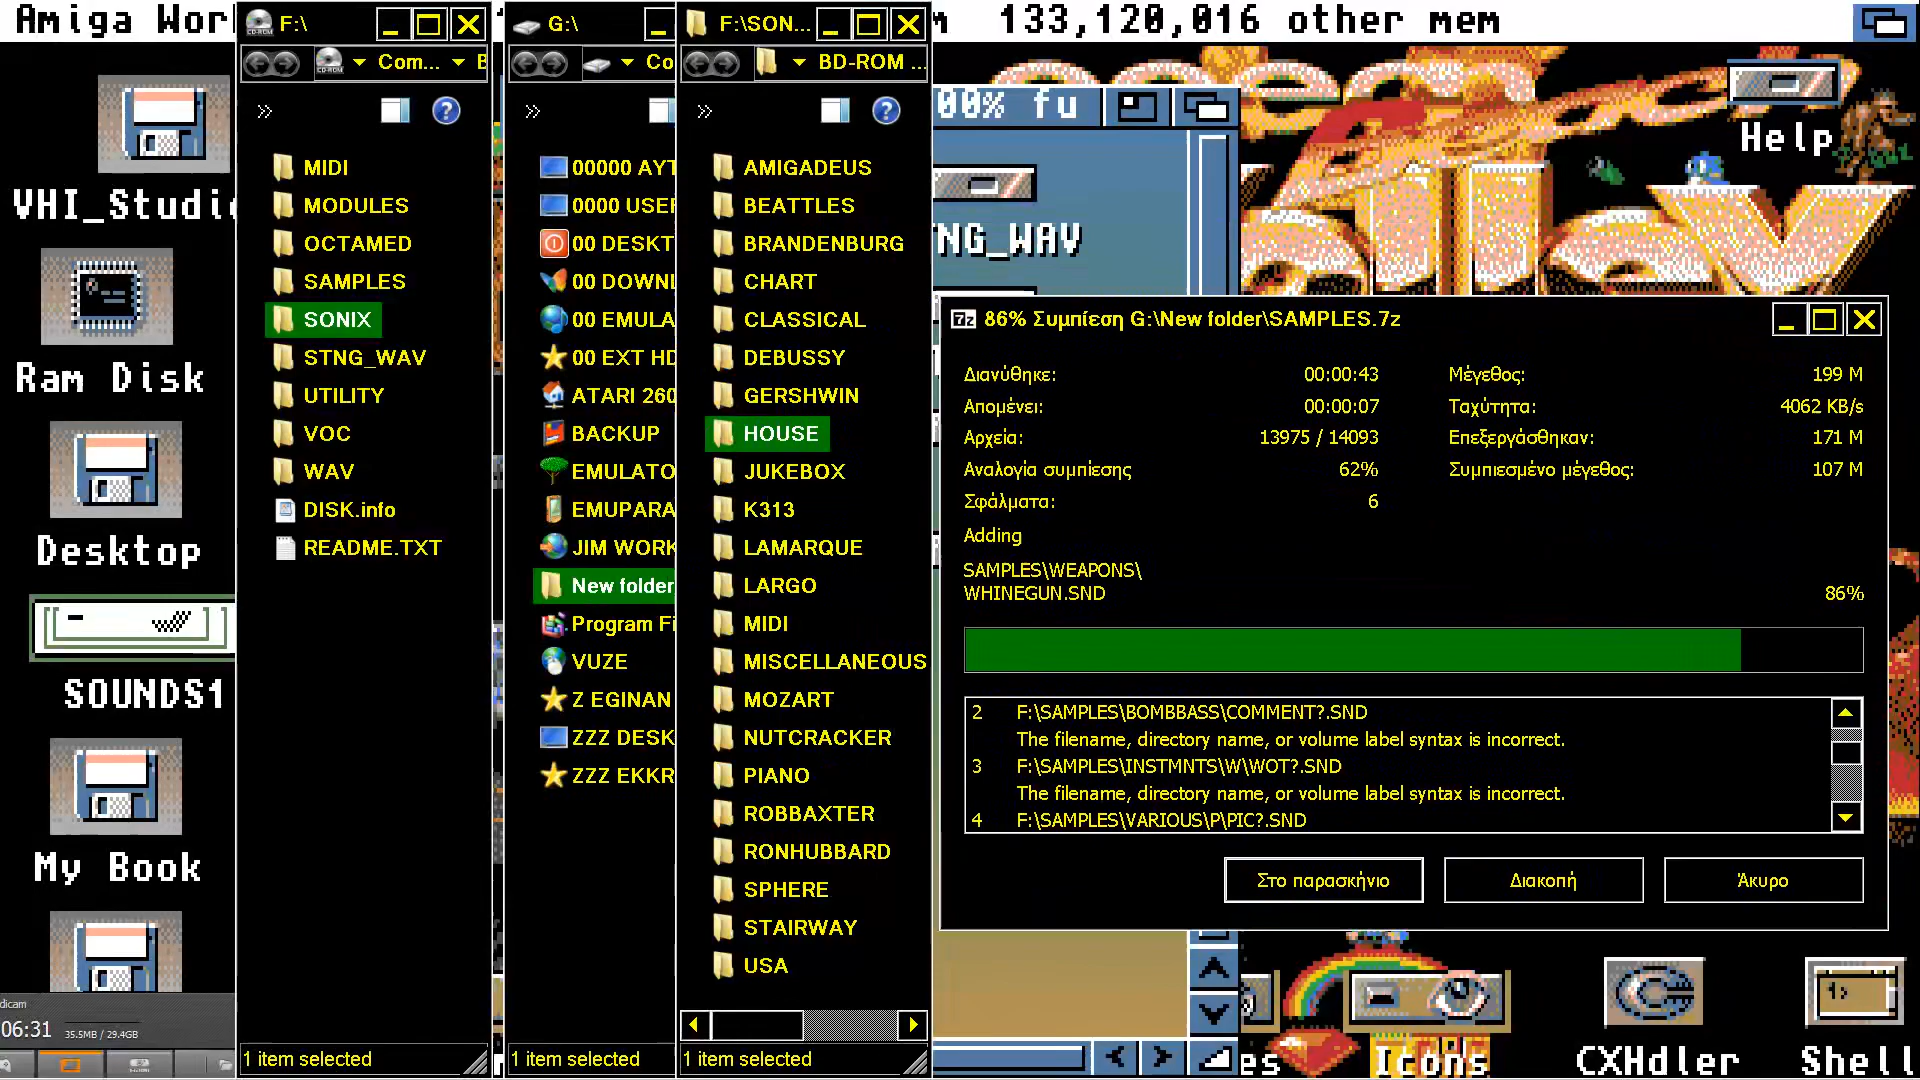 Amiga Wor
133,120,016 other mem
VHI_Studi
Ram Disk
Desktop
SOUNDS1
My Book
dicam
06:31
35.5MB / 29.4GB
F:\
Com...
MIDI
MODULES
OCTAMED
SAMPLES
SONIX
STNG_WAV
UTILITY
VOC
WAV
DISK.info
README.TXT
1 item selected
G:\
Co
00000 AYT
0000 USEF
00 DESKT
00 DOWNL
00 EMULA
00 EXT HD
ATARI 260
BACKUP
EMULATO
EMUPARA
JIM WORK
New folder
Program Fi
VUZE
Z EGINAN
ZZZ DESK
ZZZ EKKR
1 item selected
F:\SON...
BD-ROM ...
AMIGADEUS
BEATTLES
BRANDENBURG
CHART
CLASSICAL
DEBUSSY
GERSHWIN
HOUSE
JUKEBOX
K313
LAMARQUE
LARGO
MIDI
MISCELLANEOUS
MOZART
NUTCRACKER
PIANO
ROBBAXTER
RONHUBBARD
SPHERE
STAIRWAY
USA
1 item selected
00% fu
NG_WAV
Help
86% Συμπίεση G:\New folder\SAMPLES.7z
Διανύθηκε: 00:00:43 Μέγεθος: 199 M
Απομένει: 00:00:07 Ταχύτητα: 4062 KB/s
Αρχεία: 13975 / 14093 Επεξεργάσθηκαν: 171 M
Αναλογία συμπίεσης 62% Συμπιεσμένο μέγεθος: 107 M
Σφάλματα: 6
Adding
SAMPLES\WEAPONS\
WHINEGUN.SND 86%
2 F:\SAMPLES\BOMBBASS\COMMENT?.SND
The filename, directory name, or volume label syntax is incorrect.
3 F:\SAMPLES\INSTMNTS\W\WOT?.SND
The filename, directory name, or volume label syntax is incorrect.
4 F:\SAMPLES\VARIOUS\P\PIC?.SND
Στο παρασκήνιο Διακοπή Άκυρο
es
Icons
CXHdler
Shell